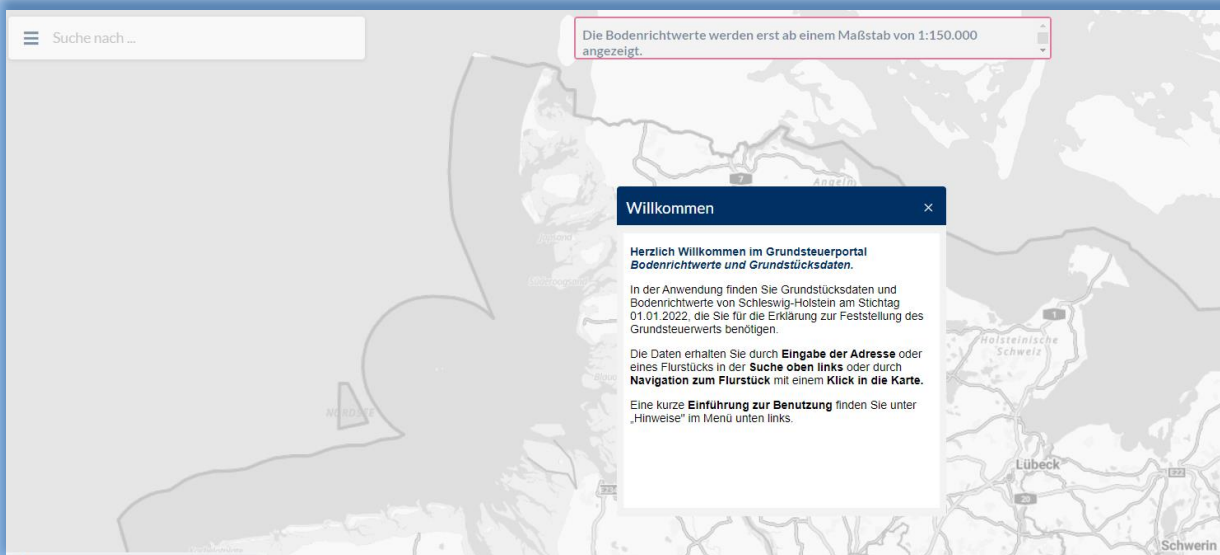 Suche nach ...
Die Bodenrichtwerte werden erst ab einem Maßstab von 1:150.000
angezeigt.
7
Angeln
Willkommen
×
Herzlich Willkommen im Grundsteuerportal
Bodenrichtwerte und Grundstücksdaten.
In der Anwendung finden Sie Grundstücksdaten und
Bodenrichtwerte von Schleswig-Holstein am Stichtag
01.01.2022, die Sie für die Erklärung zur Feststellung des
Grundsteuerwerts benötigen.
Die Daten erhalten Sie durch Eingabe der Adresse oder
eines Flurstücks in der Suche oben links oder durch
Navigation zum Flurstück mit einem Klick in die Karte.
Eine kurze Einführung zur Benutzung finden Sie unter
„Hinweise" im Menü unten links.
1
Holsteinische
Schweiz
NORDSEE
Lübeck
E22
20
Schwerin